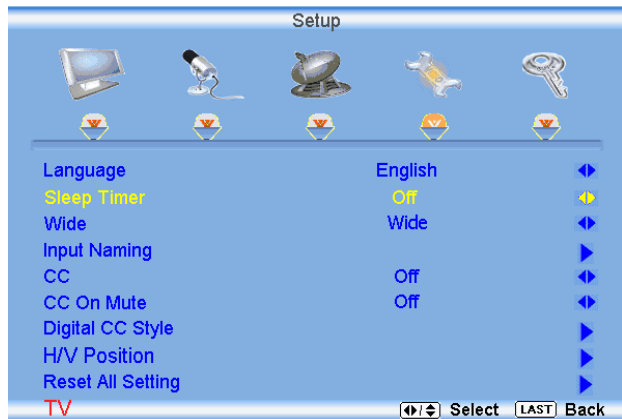 Setup
Language English
Sleep Timer Off
Wide Wide
Input Naming
CC Off
CC On Mute Off
Digital CC Style
H/V Position
Reset All Setting
TV Select LAST Back